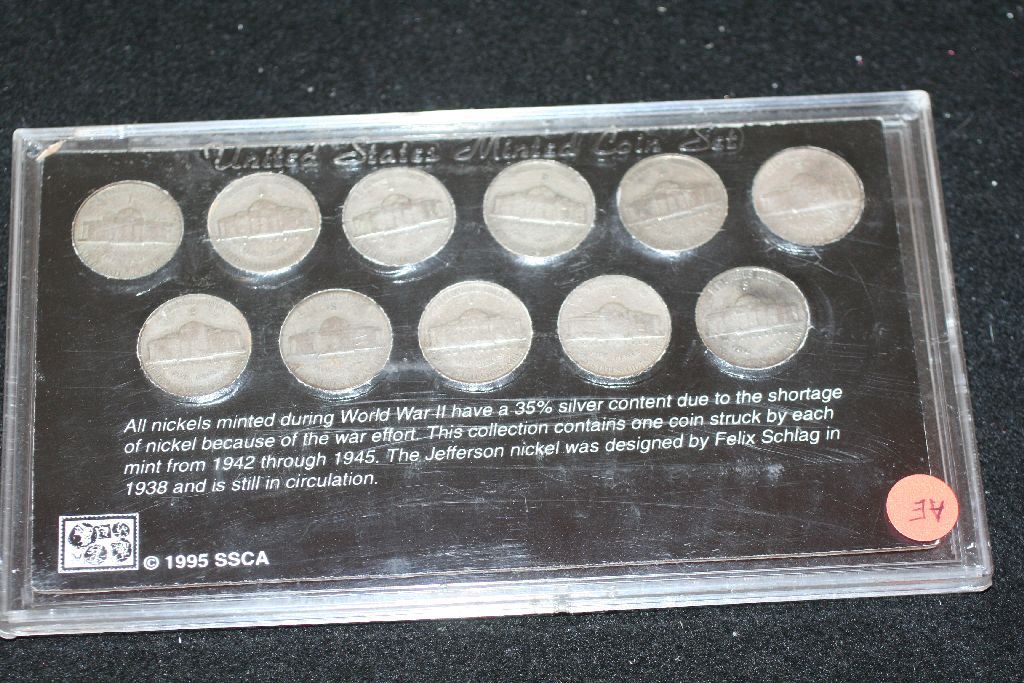 United States Minted Coin Set
All nickels minted during World War II have a 35% silver content due to the shortage
of nickel because of the war effort. This collection contains one coin struck by each
mint from 1942 through 1945. The Jefferson nickel was designed by Felix Schlag in
1938 and is still in circulation.
AE
© 1995 SSCA